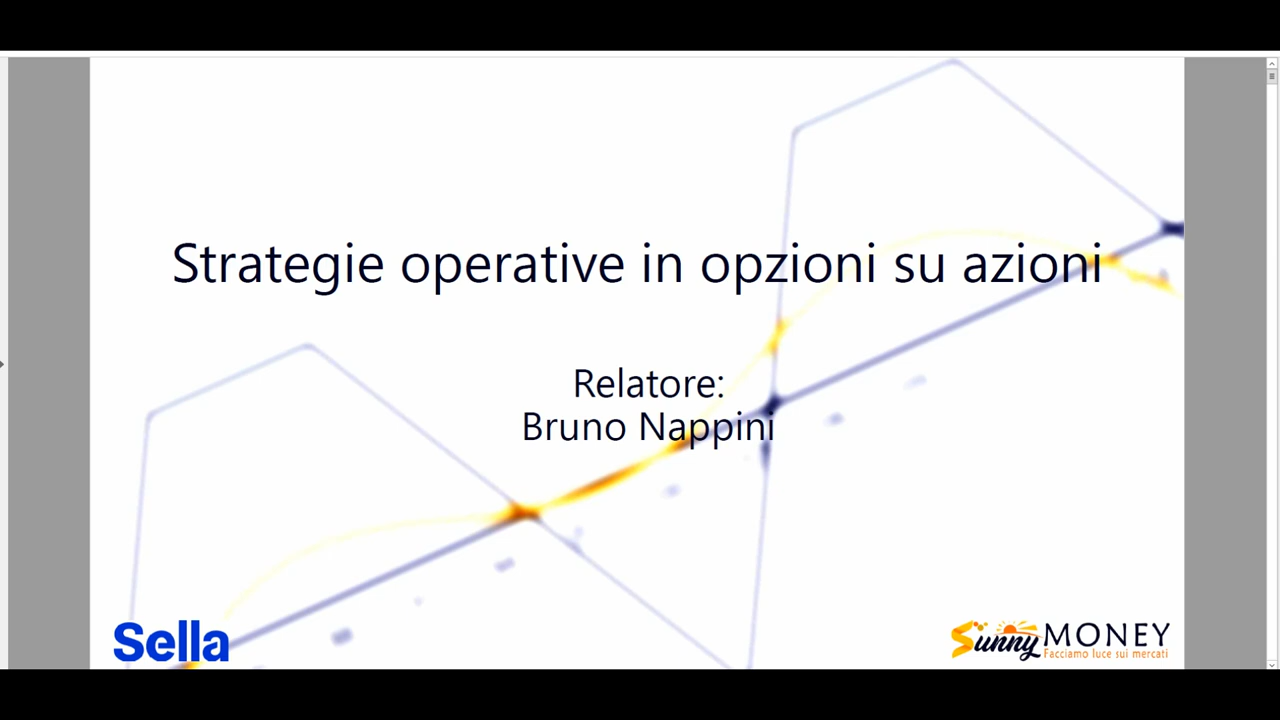 Strategie operative in opzioni su azioni
Relatore:
Bruno Nappini
Sella
Sunny MONEY
Facciamo luce sui mercati